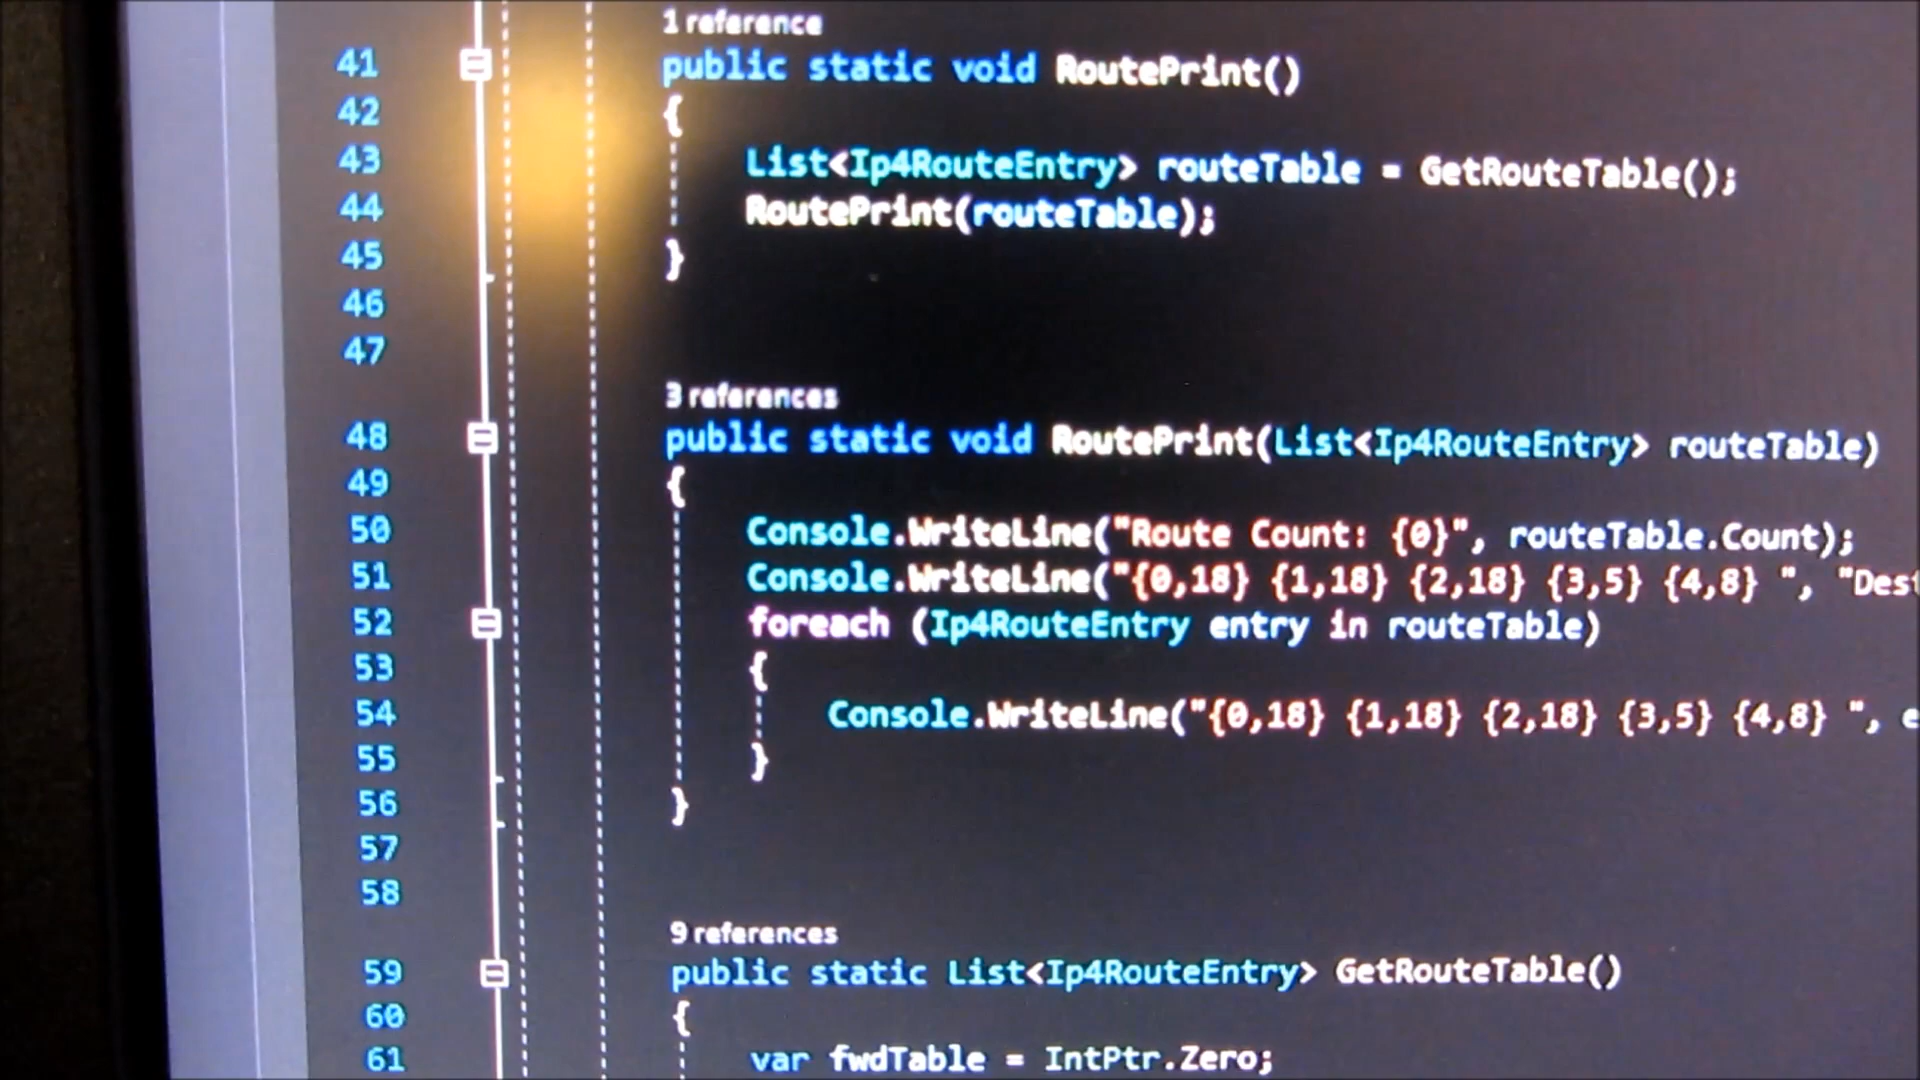 1 reference
41 public static void RoutePrint()
42 {
43 List<Ip4RouteEntry> routeTable = GetRouteTable();
44 RoutePrint(routeTable);
45 }
46
47
3 references
48 public static void RoutePrint(List<Ip4RouteEntry> routeTable)
49 {
50 Console.WriteLine("Route Count: {0}", routeTable.Count);
51 Console.WriteLine("{0,18} {1,18} {2,18} {3,5} {4,8} ", "Dest
52 foreach (Ip4RouteEntry entry in routeTable)
53 {
54 Console.WriteLine("{0,18} {1,18} {2,18} {3,5} {4,8} ", e
55 }
56 }
57
58
9 references
59 public static List<Ip4RouteEntry> GetRouteTable()
60 {
61 var fwdTable = IntPtr.Zero;